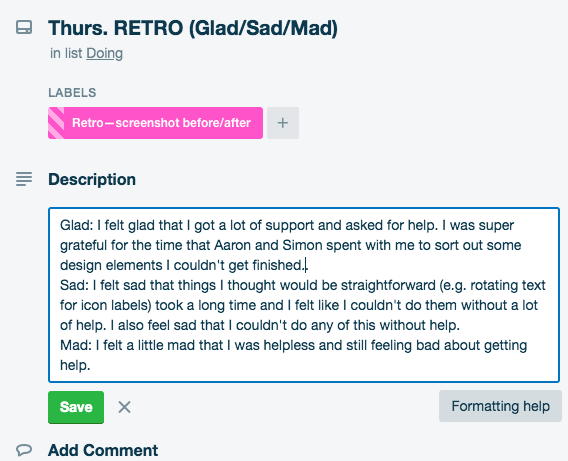 Thurs. RETRO (Glad/Sad/Mad)
in list Doing
LABELS
Retro—screenshot before/after
+
Description
Glad: I felt glad that I got a lot of support and asked for help. I was super
grateful for the time that Aaron and Simon spent with me to sort out some
design elements I couldn't get finished..
Sad: I felt sad that things I thought would be straightforward (e.g. rotating text
for icon labels) took a long time and I felt like I couldn't do them without a lot
of help. I also feel sad that I couldn't do any of this without help.
Mad: I felt a little mad that I was helpless and still feeling bad about getting
help.
Save
Formatting help
Add Comment